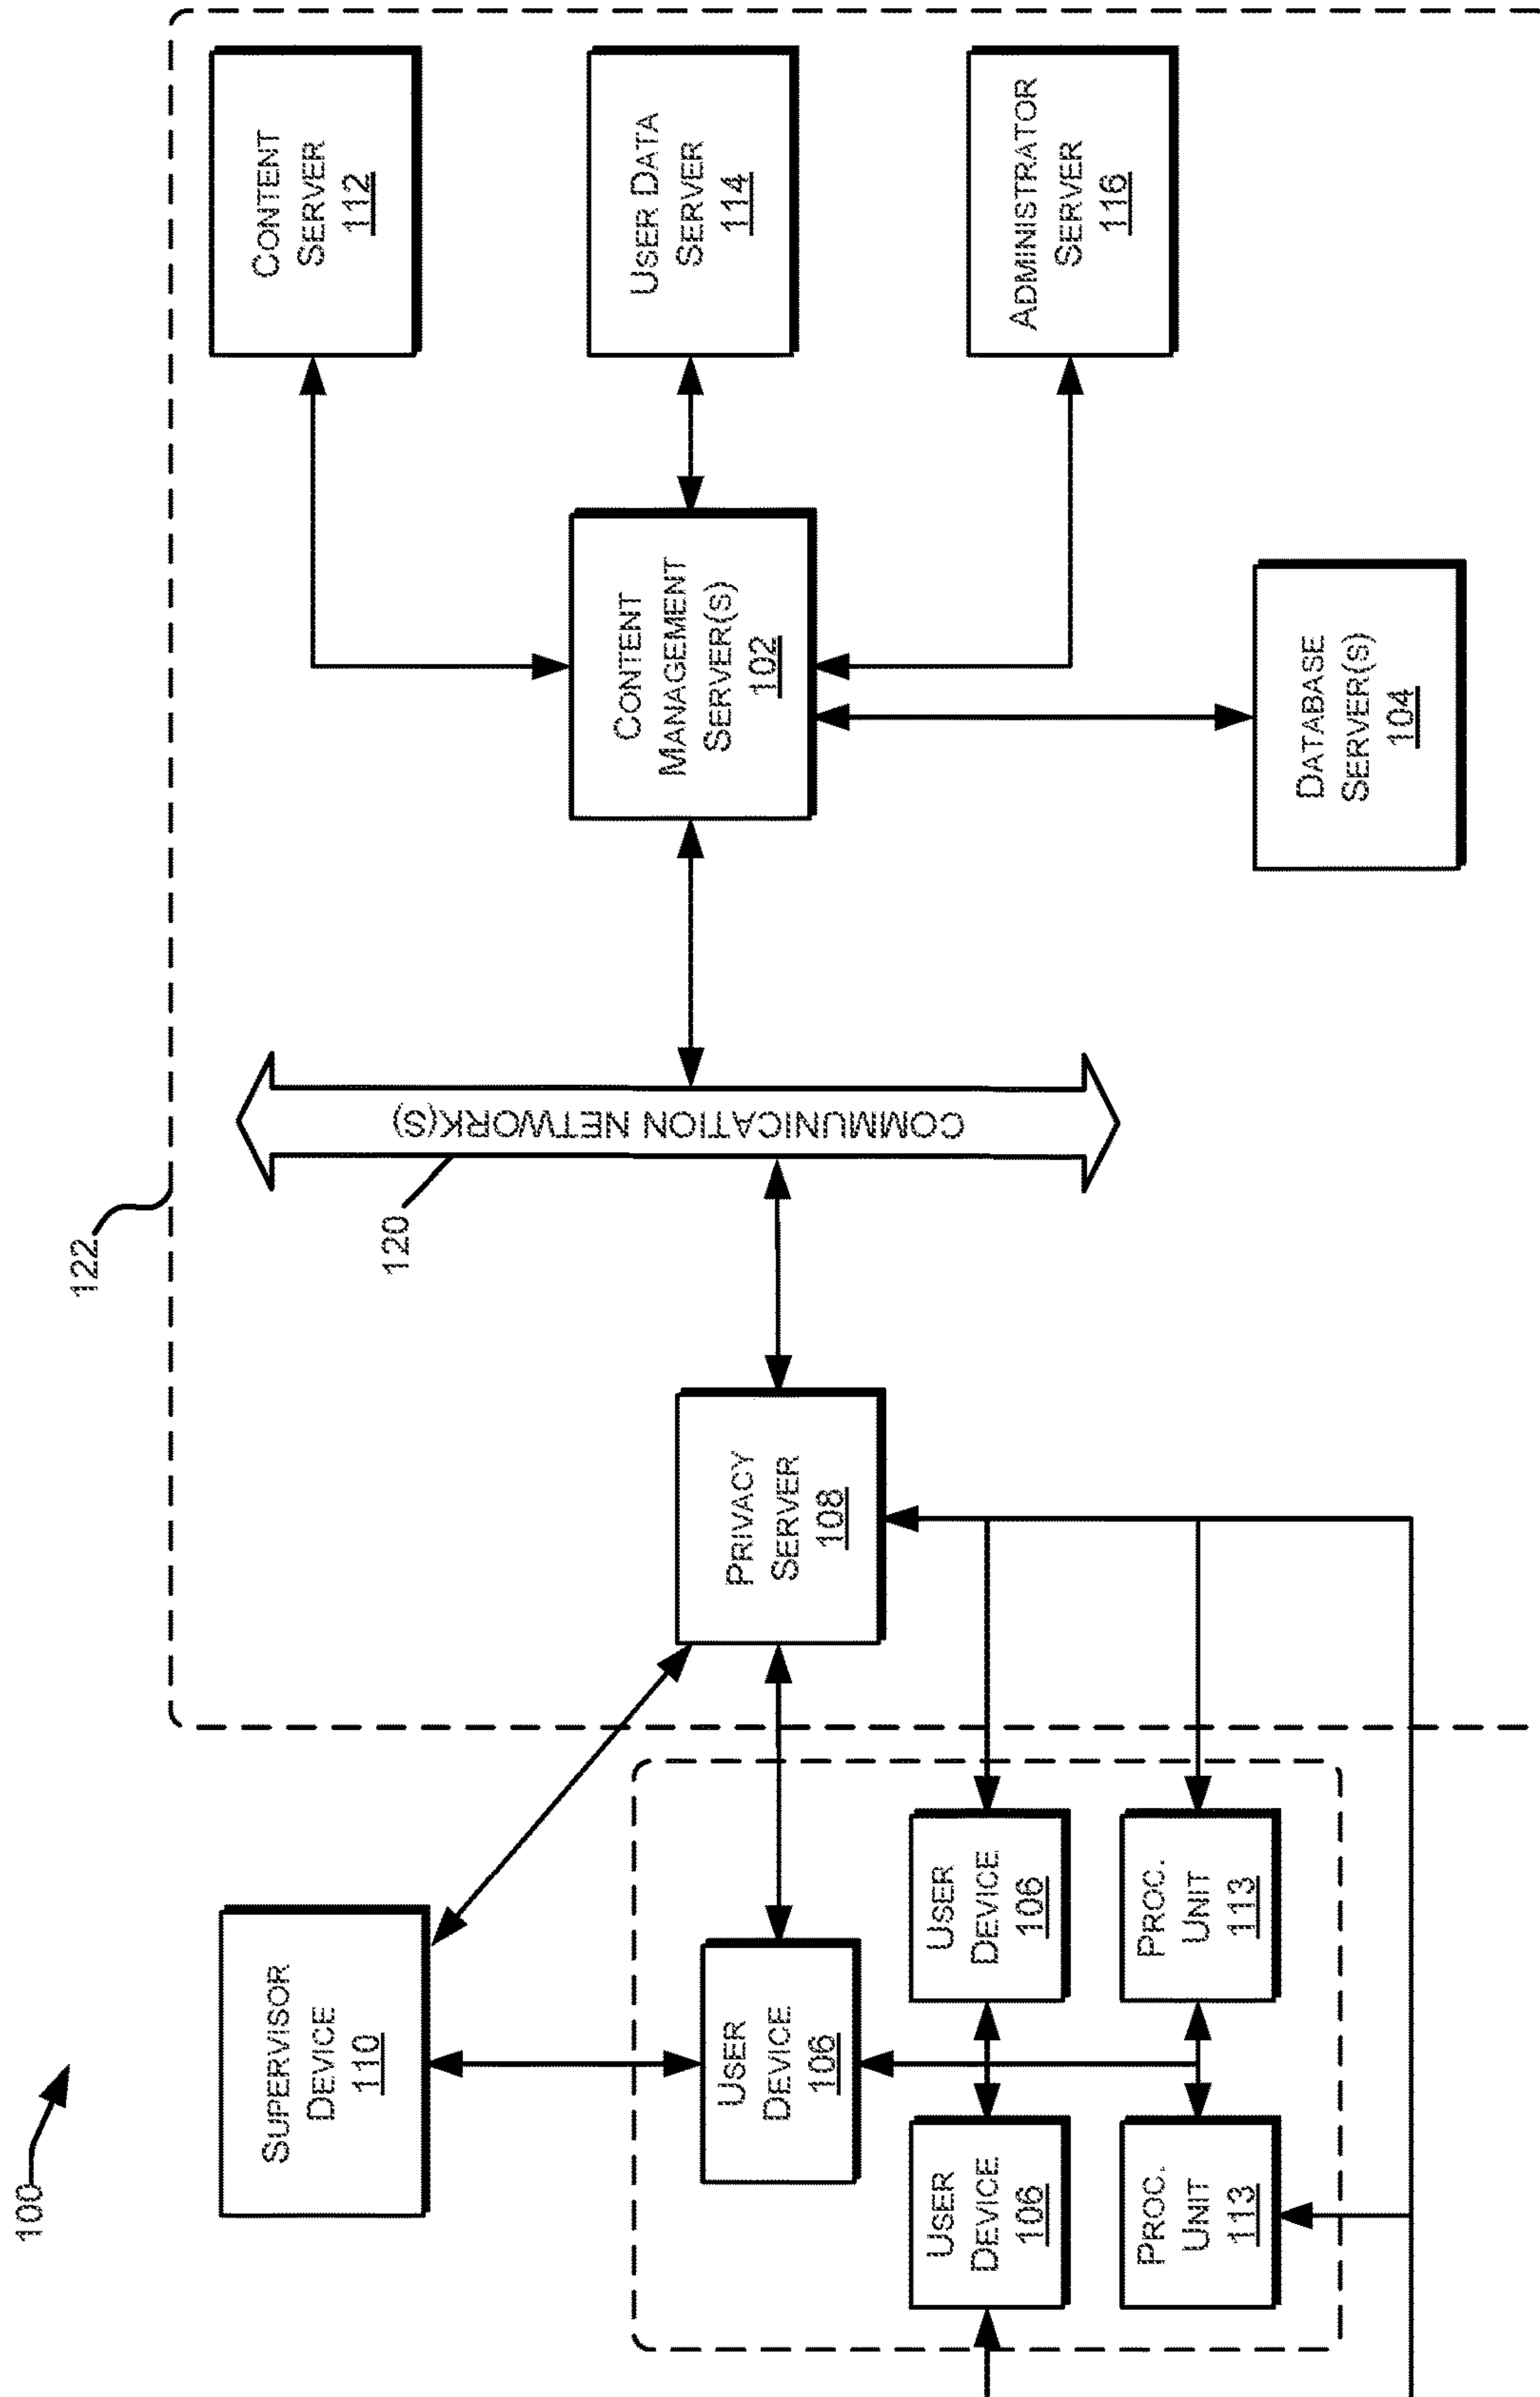 100
SUPERVISOR
DEVICE
110
USER
DEVICE
106
USER
DEVICE
106
USER
DEVICE
106
PROC.
UNIT
113
PROC.
UNIT
113
122
PRIVACY
SERVER
108
120
COMMUNICATION NETWORK(S)
CONTENT
MANAGEMENT
SERVER(S)
102
DATABASE
SERVER(S)
104
CONTENT
SERVER
112
USER DATA
SERVER
114
ADMINISTRATOR
SERVER
116